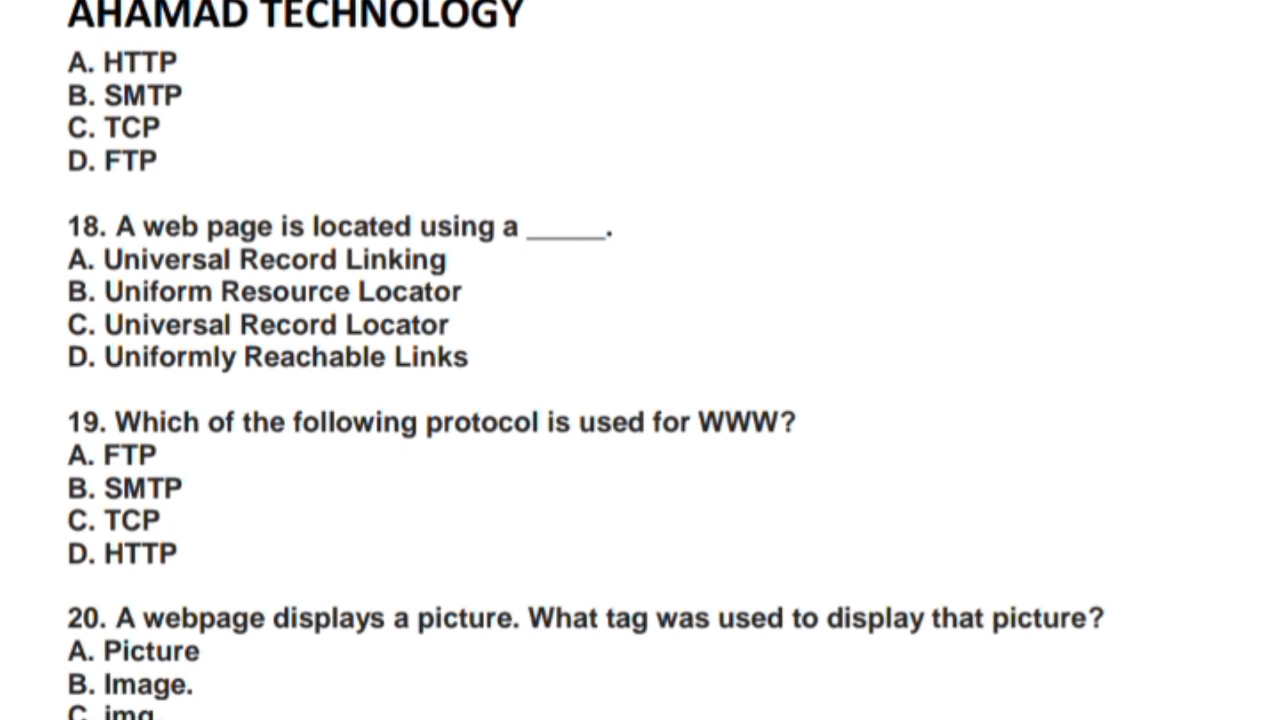 AHAMAD TECHNOLOGY
A. HTTP
B. SMTP
C. TCP
D. FTP
18. A web page is located using a _____.
A. Universal Record Linking
B. Uniform Resource Locator
C. Universal Record Locator
D. Uniformly Reachable Links
19. Which of the following protocol is used for WWW?
A. FTP
B. SMTP
C. TCP
D. HTTP
20. A webpage displays a picture. What tag was used to display that picture?
A. Picture
B. Image.
C. img.